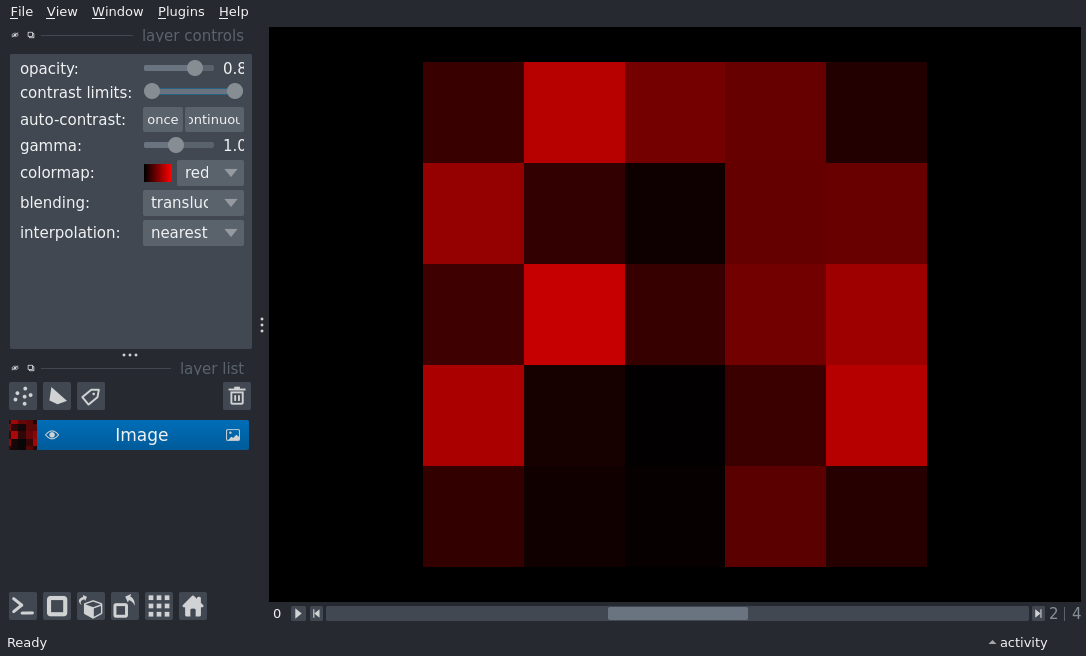 File View Window Plugins Help
layer controls
opacity: 0.8
contrast limits:
auto-contrast: once ontinuou
gamma: 1.0
colormap: red
blending: transluc
interpolation: nearest
layer list
Image
0 2 | 4
Ready activity